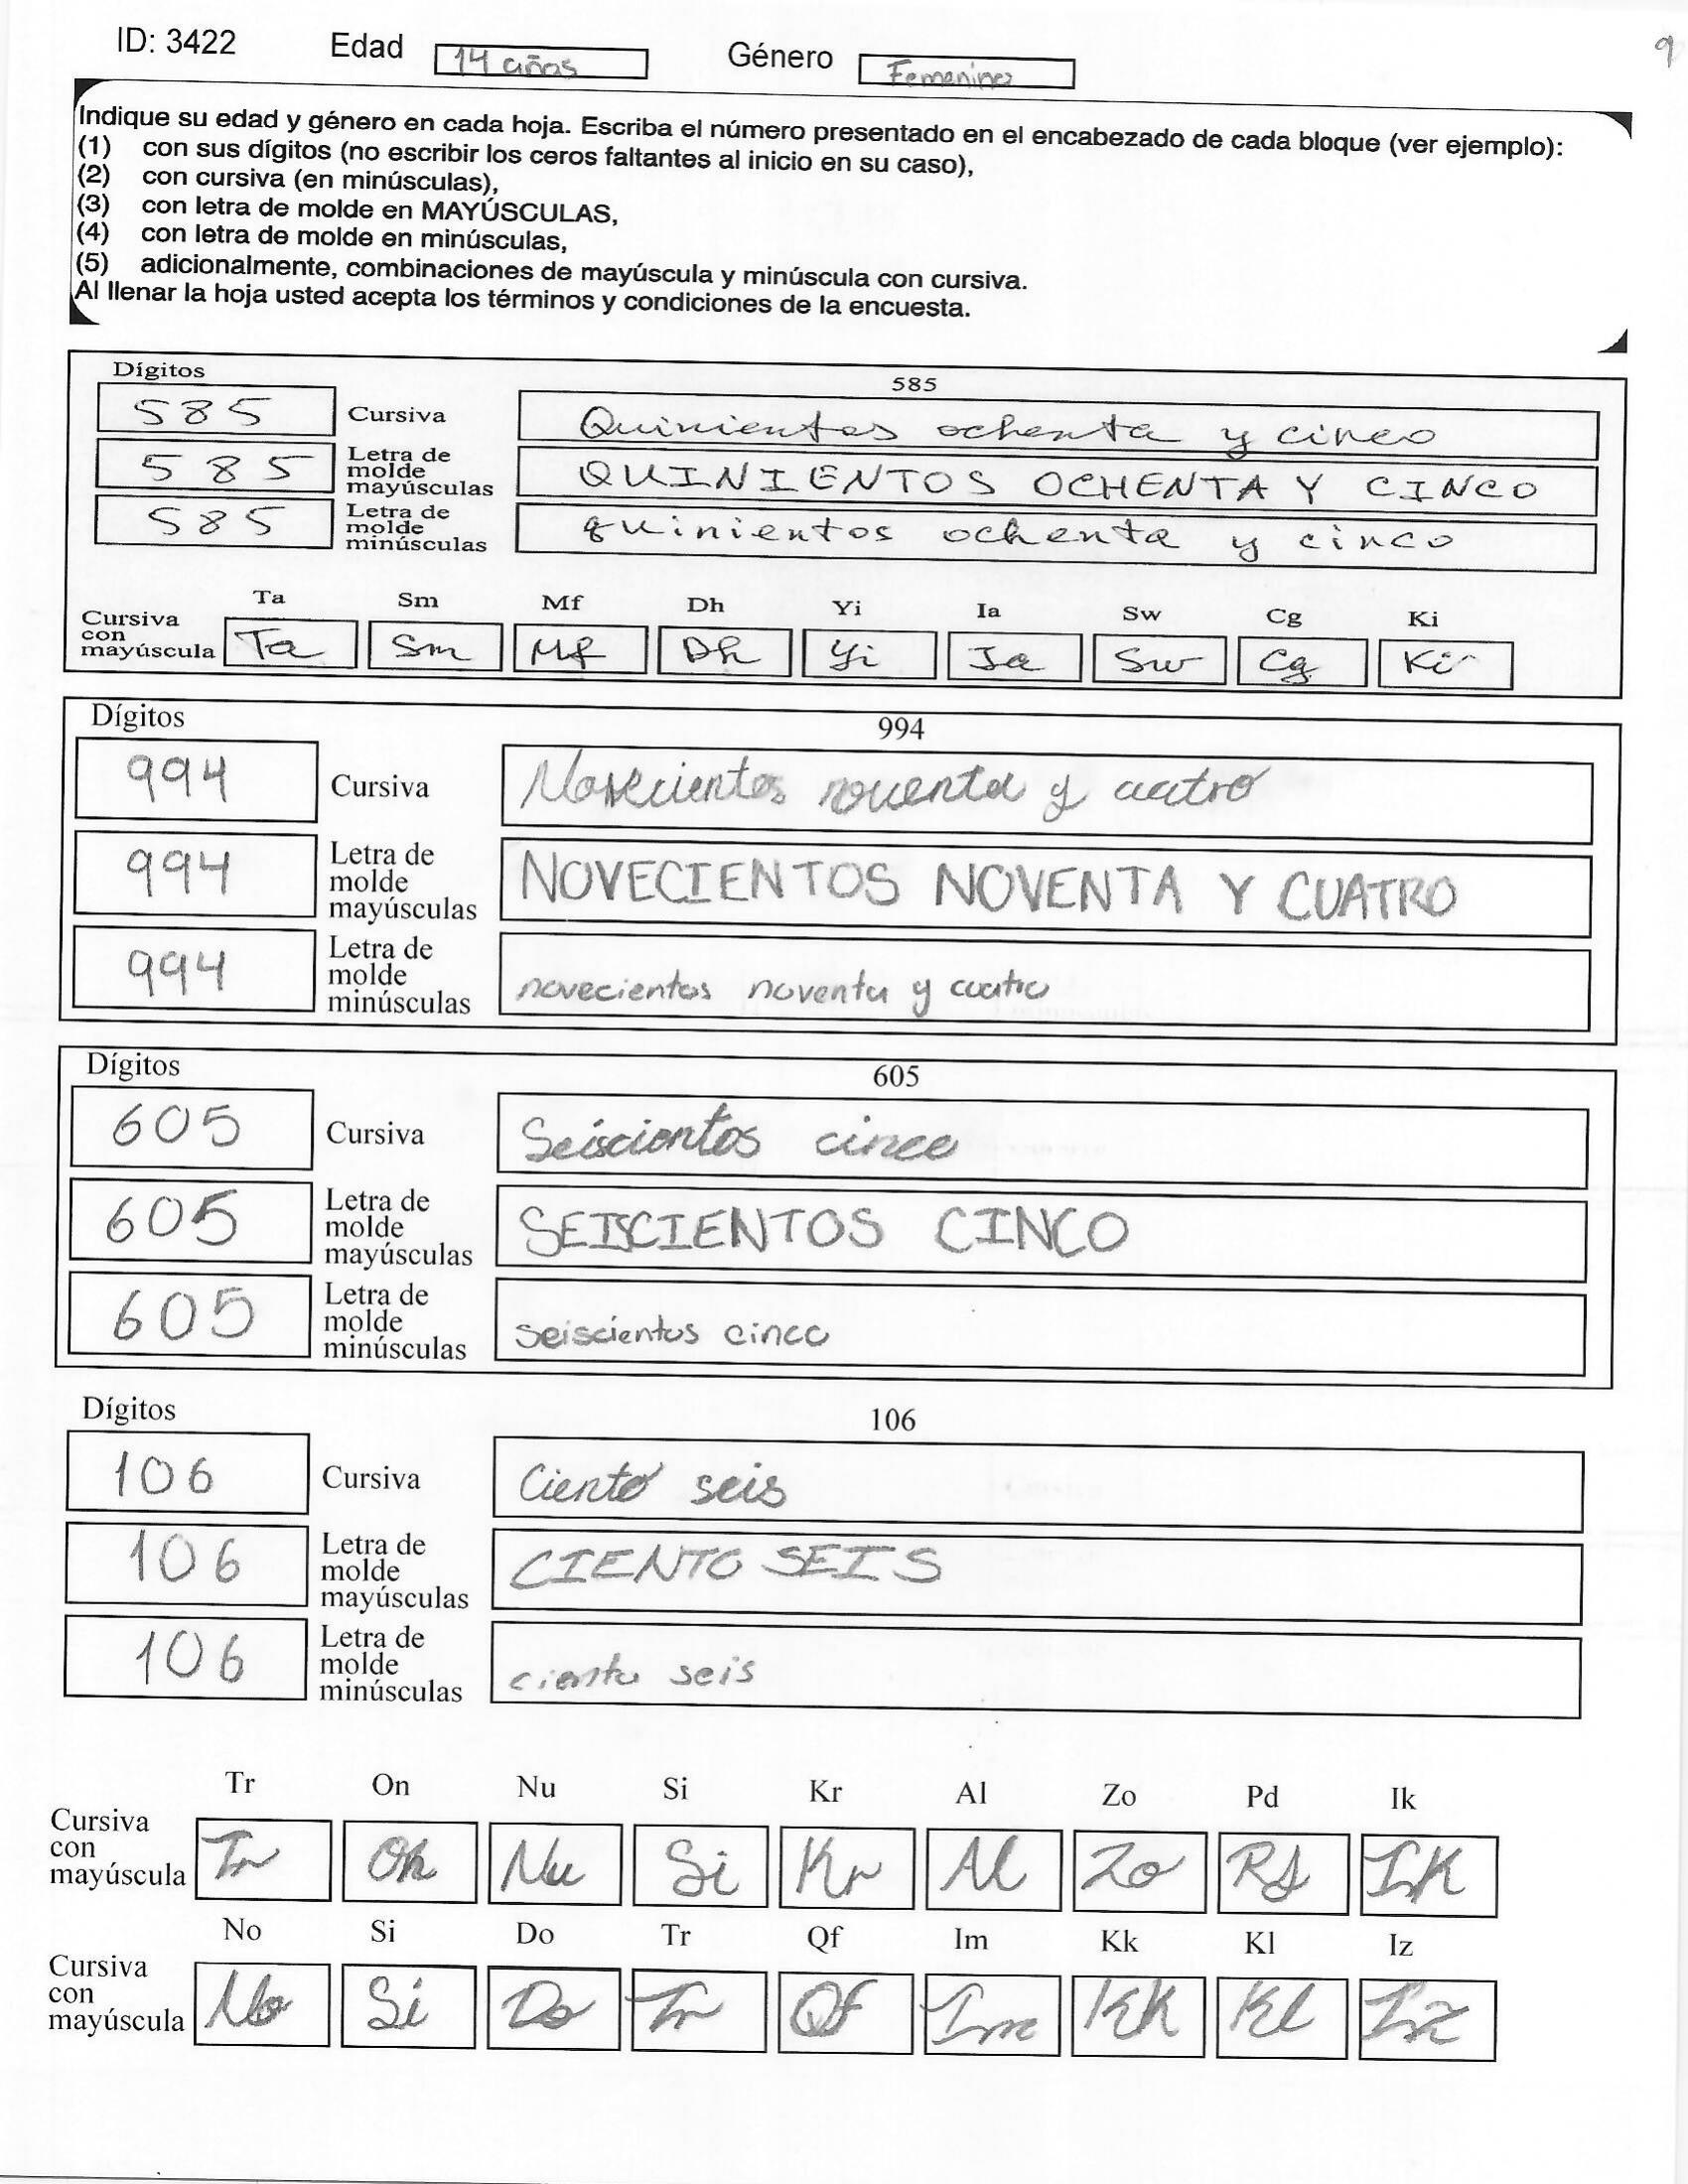 ID: 3422 Edad 14 años Género Femenino 9
Indique su edad y género en cada hoja. Escriba el número presentado en el encabezado de cada bloque (ver ejemplo):
(1) con sus dígitos (no escribir los ceros faltantes al inicio en su caso),
(2) con cursiva (en minúsculas),
(3) con letra de molde en MAYÚSCULAS,
(4) con letra de molde en minúsculas,
(5) adicionalmente, combinaciones de mayúscula y minúscula con cursiva.
Al llenar la hoja usted acepta los términos y condiciones de la encuesta.
Dígitos 585
585 Cursiva Quinientos ochenta y cinco
585 Letra de molde mayúsculas QUINIENTOS OCHENTA Y CINCO
585 Letra de molde minúsculas quinientos ochenta y cinco
Ta Sm Mf Dh Yi Ia Sw Cg Ki
Cursiva con mayúscula Ta Sm Mf Dh Yi Ia Sw Cg Ki
Dígitos 994
994 Cursiva y
994 Letra de molde mayúsculas NOVECIENTOS NOVENTA Y CUATRO
994 Letra de molde minúsculas novecientos noventa y cuatro
Dígitos 605
605 Cursiva Seiscientos cinco
605 Letra de molde mayúsculas SEISCIENTOS CINCO
605 Letra de molde minúsculas seiscientos cinco
Dígitos 106
106 Cursiva Ciento seis
106 Letra de molde mayúsculas CIENTO SEIS
106 Letra de molde minúsculas ciento seis
Tr On Nu Si Kr Al Zo Pd Ik
Cursiva con mayúscula Tr On Nu Si Kr Al Zo Ik
No Si Do Tr Qf Im Kk Kl Iz
Cursiva con mayúscula No Si Do Tr Qf Im Kk Kl Iz